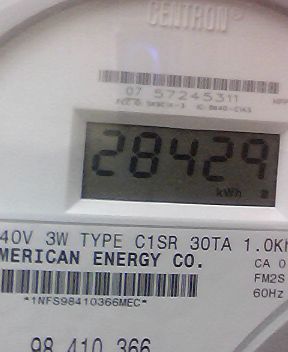 CENTRON®
07 57245311
28429
kWh
40V 3W TYPE C1SR 30TA 1.0Kh
MERICAN ENERGY CO.
CA 0
FM2S
60Hz
*1NFS98410366MEC*
98 410 366